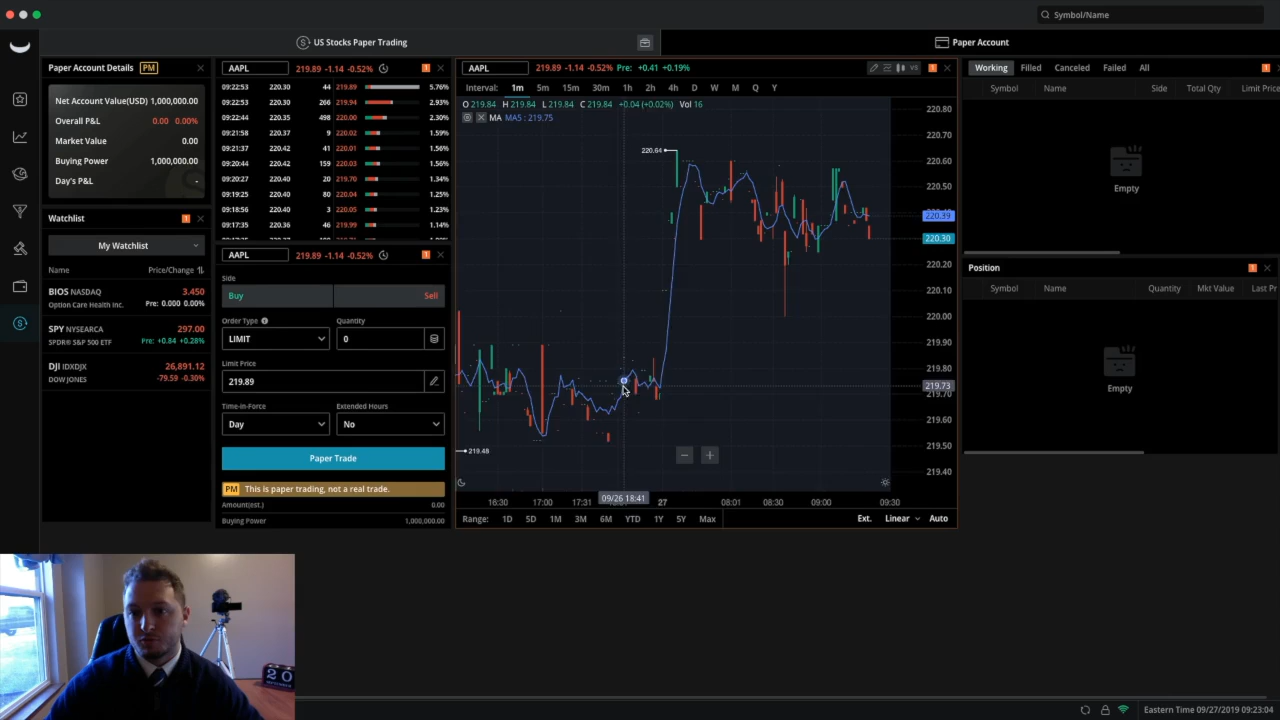 Symbol/Name
US Stocks Paper Trading
Paper Account
Paper Account Details PM
Net Account Value(USD) 1,000,000.00
Overall P&L 0.00 0.00%
Market Value 0.00
Buying Power 1,000,000.00
Day's P&L -
Watchlist 1
My Watchlist
Name Price/Change
BIOS NASDAQ 3.450
Option Care Health Inc. Pre: 0.000 0.00%
SPY NYSEARCA 297.00
SPDR® S&P 500 ETF Pre: +0.84 +0.28%
DJI IDXDJX 26,891.12
DOW JONES -79.59 -0.30%
AAPL 219.89 -1.14 -0.52% 1
09:22:53 220.30 44 219.89 5.76%
09:22:53 220.30 266 219.94 2.93%
09:22:44 220.35 498 220.00 2.30%
09:21:58 220.37 9 220.02 1.59%
09:21:37 220.42 41 220.01 1.56%
09:20:44 220.42 159 220.03 1.56%
09:20:27 220.40 20 219.70 1.34%
09:19:25 220.40 80 220.04 1.25%
09:18:56 220.40 3 220.05 1.23%
09:17:35 220.36 46 219.99 1.14%
AAPL 219.89 -1.14 -0.52% 1
Side
Buy Sell
Order Type Quantity
LIMIT 0
Limit Price
219.89
Time-in-Force Extended Hours
Day No
Paper Trade
PM This is paper trading, not a real trade.
Amount(est.) 0.00
Buying Power 1,000,000.00
AAPL 219.89 -1.14 -0.52% Pre: +0.41 +0.19% VS 1
Interval: 1m 5m 15m 30m 1h 2h 4h D W M Q Y
O 219.84 H 219.84 L 219.84 C 219.84 +0.04 (+0.02%) Vol 16
MA MA5 : 219.75
220.64
219.48
220.80
220.70
220.60
220.50
220.39
220.30
220.20
220.10
220.00
219.90
219.80
219.73
219.70
219.60
219.50
219.40
16:30 17:00 17:31 09/26 18:41 27 08:01 08:30 09:00 09:30
Range: 1D 5D 1M 3M 6M YTD 1Y 5Y Max Ext. Linear Auto
Working Filled Canceled Failed All 1
Symbol Name Side Total Qty Limit Price
Empty
Position 1
Symbol Name Quantity Mkt Value Last Pr
Empty
20
Eastern Time 09/27/2019 09:23:04